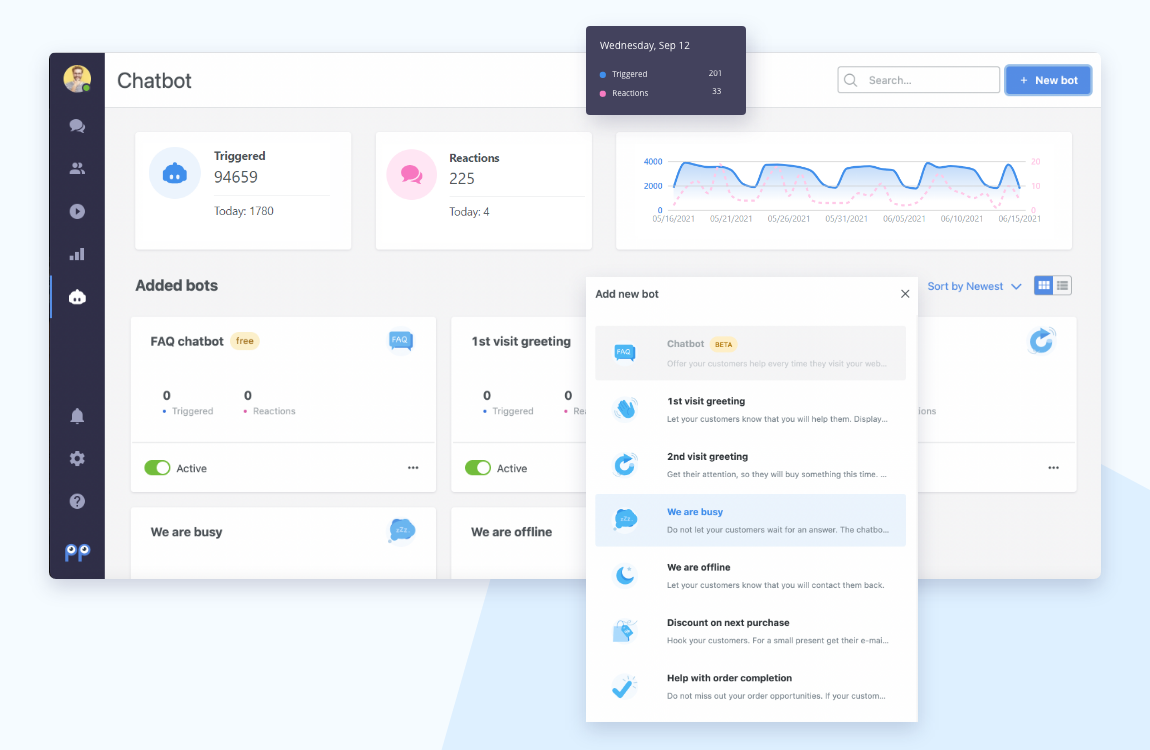 Wednesday, Sep 12
Triggered 201
Reactions 33
Chatbot
Search...
+ New bot
Triggered
94659
Today: 1780
Reactions
225
Today: 4
4000
2000
0
20
10
0
05/16/2021 05/21/2021 05/26/2021 05/31/2021 06/05/2021 06/10/2021 06/15/2021
Added bots
Sort by Newest
FAQ chatbot free
FAQ
0 0
Triggered Reactions
Active
...
1st visit greeting
0 0
Triggered Rea
Active
ions
...
We are busy
zZz
We are offline
Add new bot
FAQ
Chatbot BETA
Offer your customers help every time they visit your web...
1st visit greeting
Let your customers know that you will help them. Display...
2nd visit greeting
Get their attention, so they will buy something this time. ...
zZz
We are busy
Do not let your customers wait for an answer. The chatbo...
We are offline
Let your customers know that you will contact them back.
Discount on next purchase
Hook your customers. For a small present get their e-mai...
Help with order completion
Do not miss out your order opportunities. If your custom...